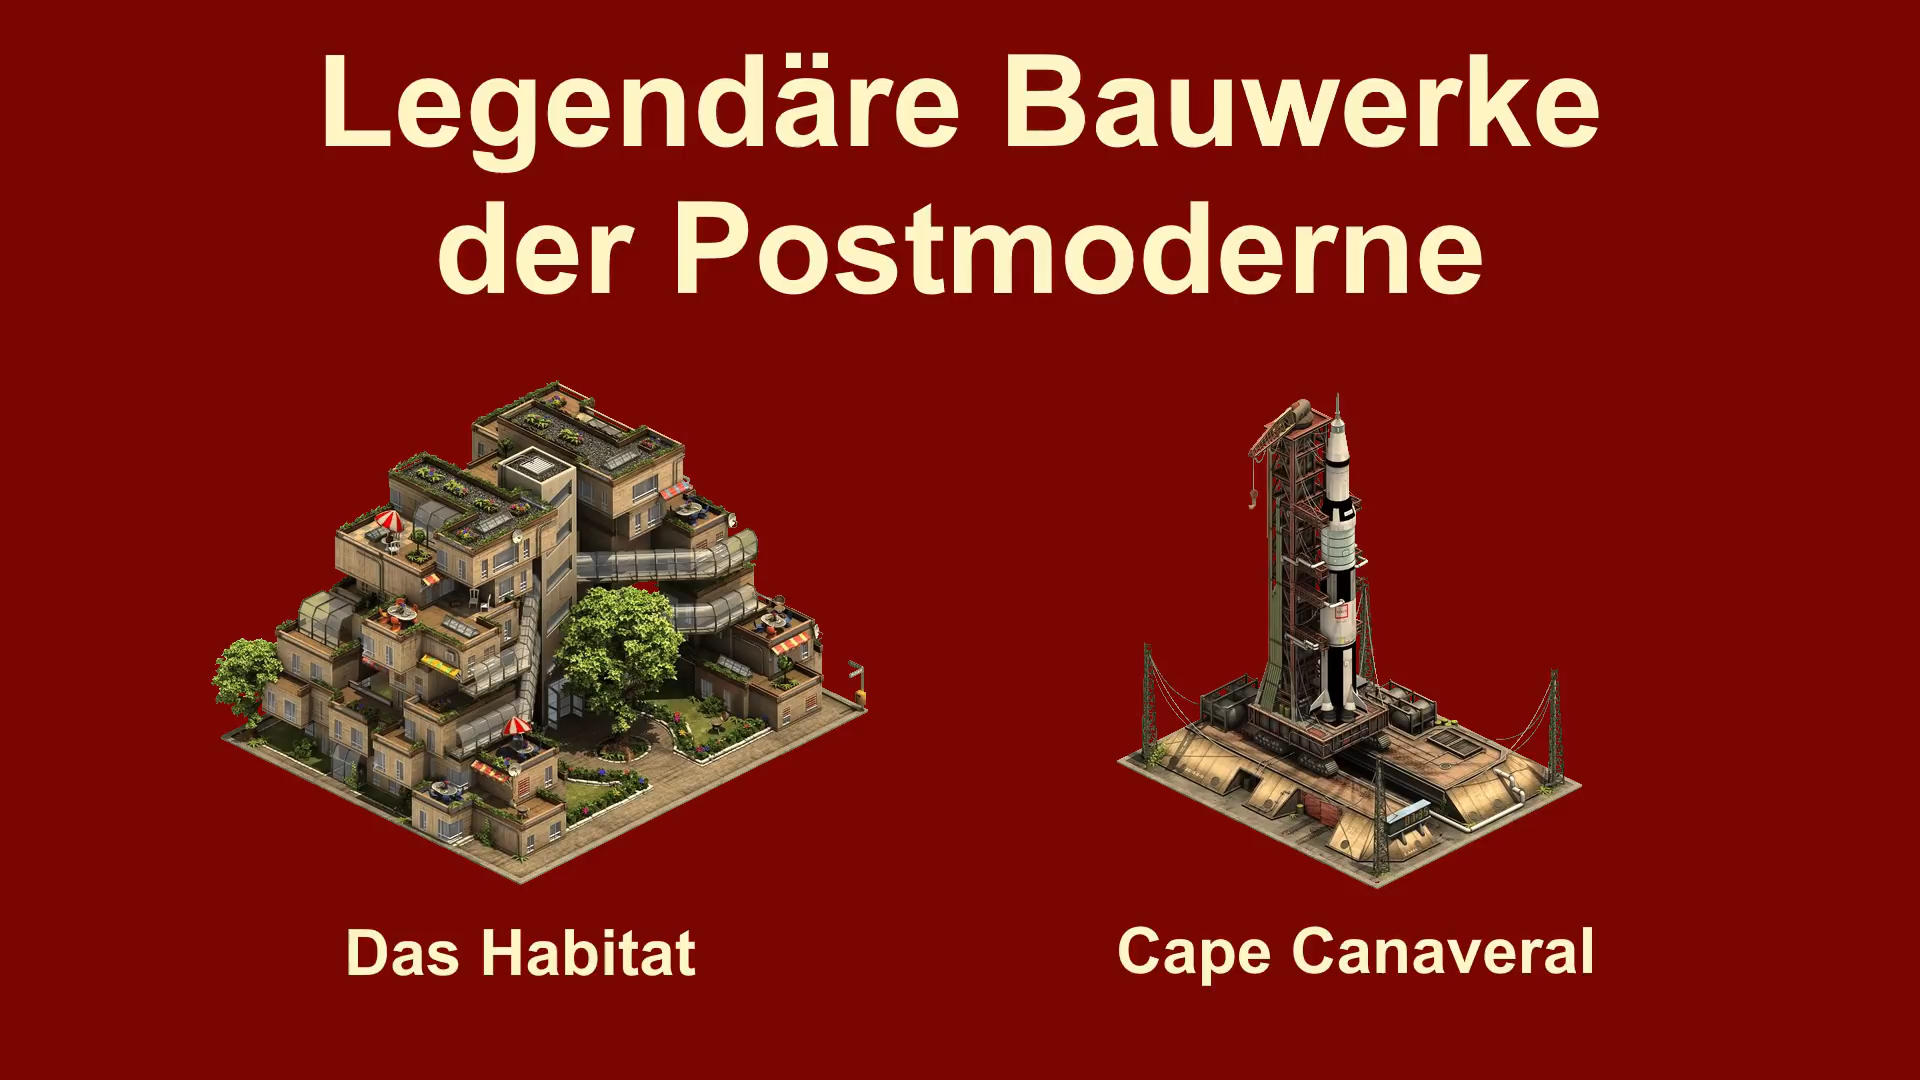 Legendäre Bauwerke
der Postmoderne
Das Habitat
Cape Canaveral